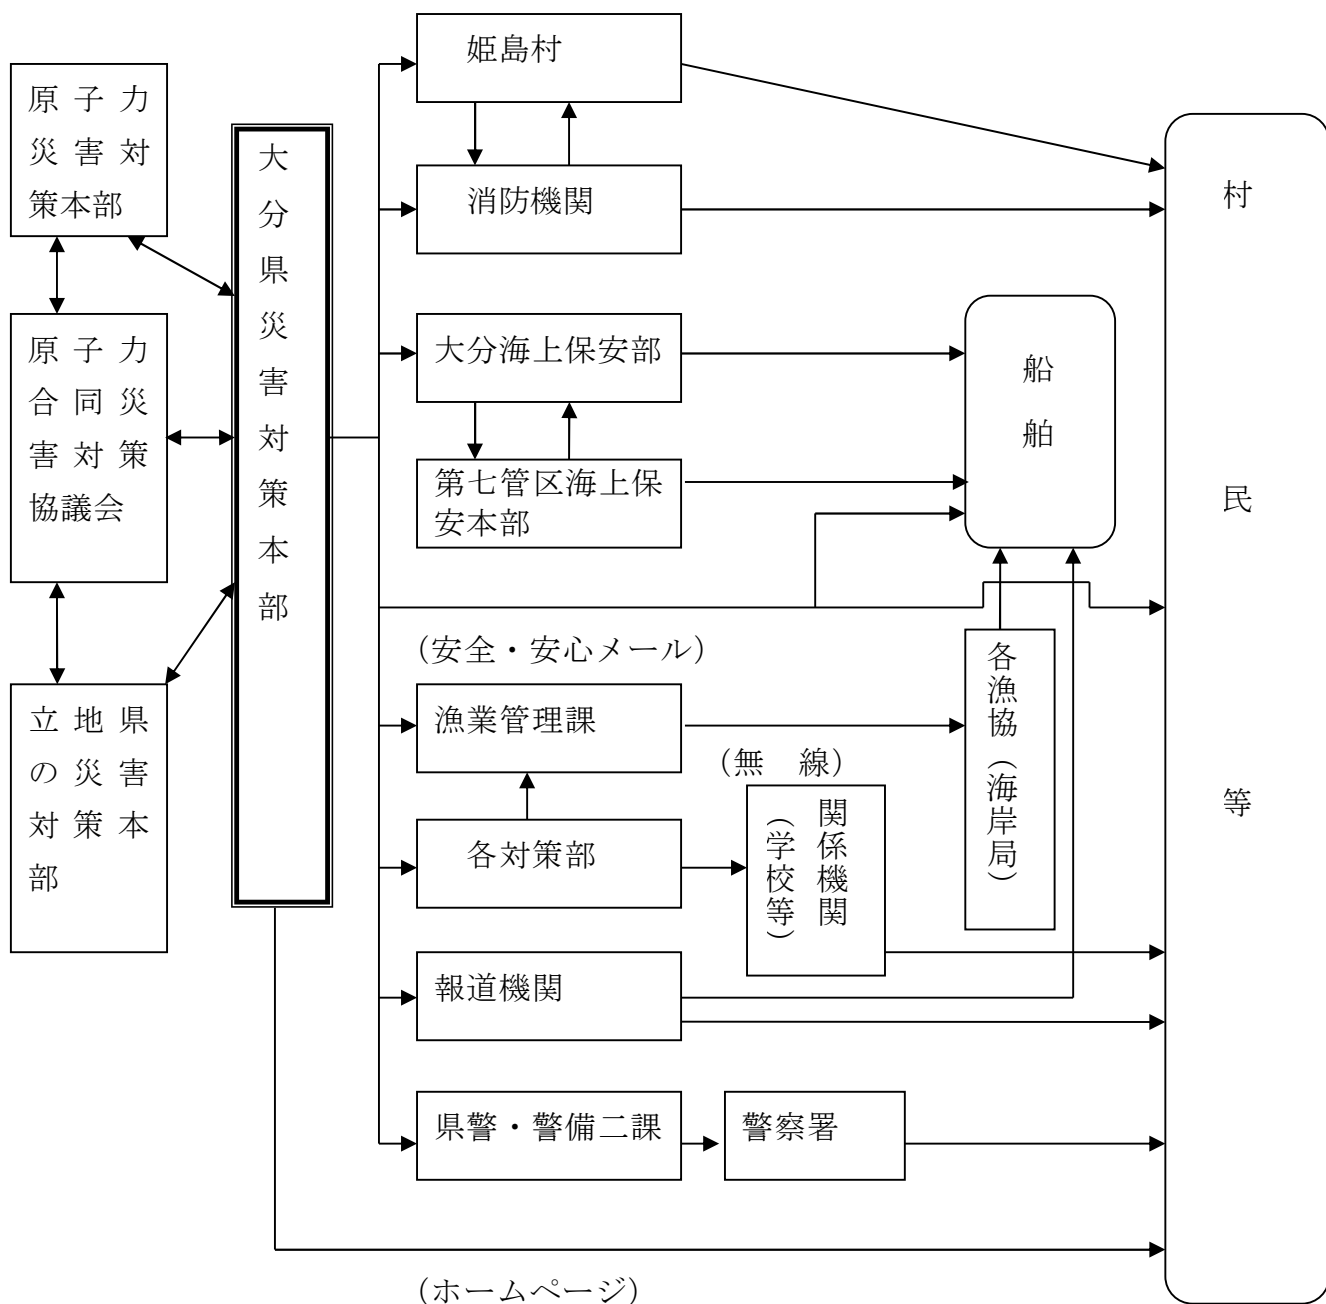 原子力
災害対
策本部
原子力
合同災
害対策
協議会
立地県
の災害
対策本
部
大分県災害対策本部
姫島村
消防機関
大分海上保安部
第七管区海上保
安本部
(安全・安心メール)
漁業管理課
(無　線)
各対策部
関係機関
(学校等)
報道機関
県警・警備二課
警察署
(ホームページ)
船舶
各漁協(海岸局)
村民等